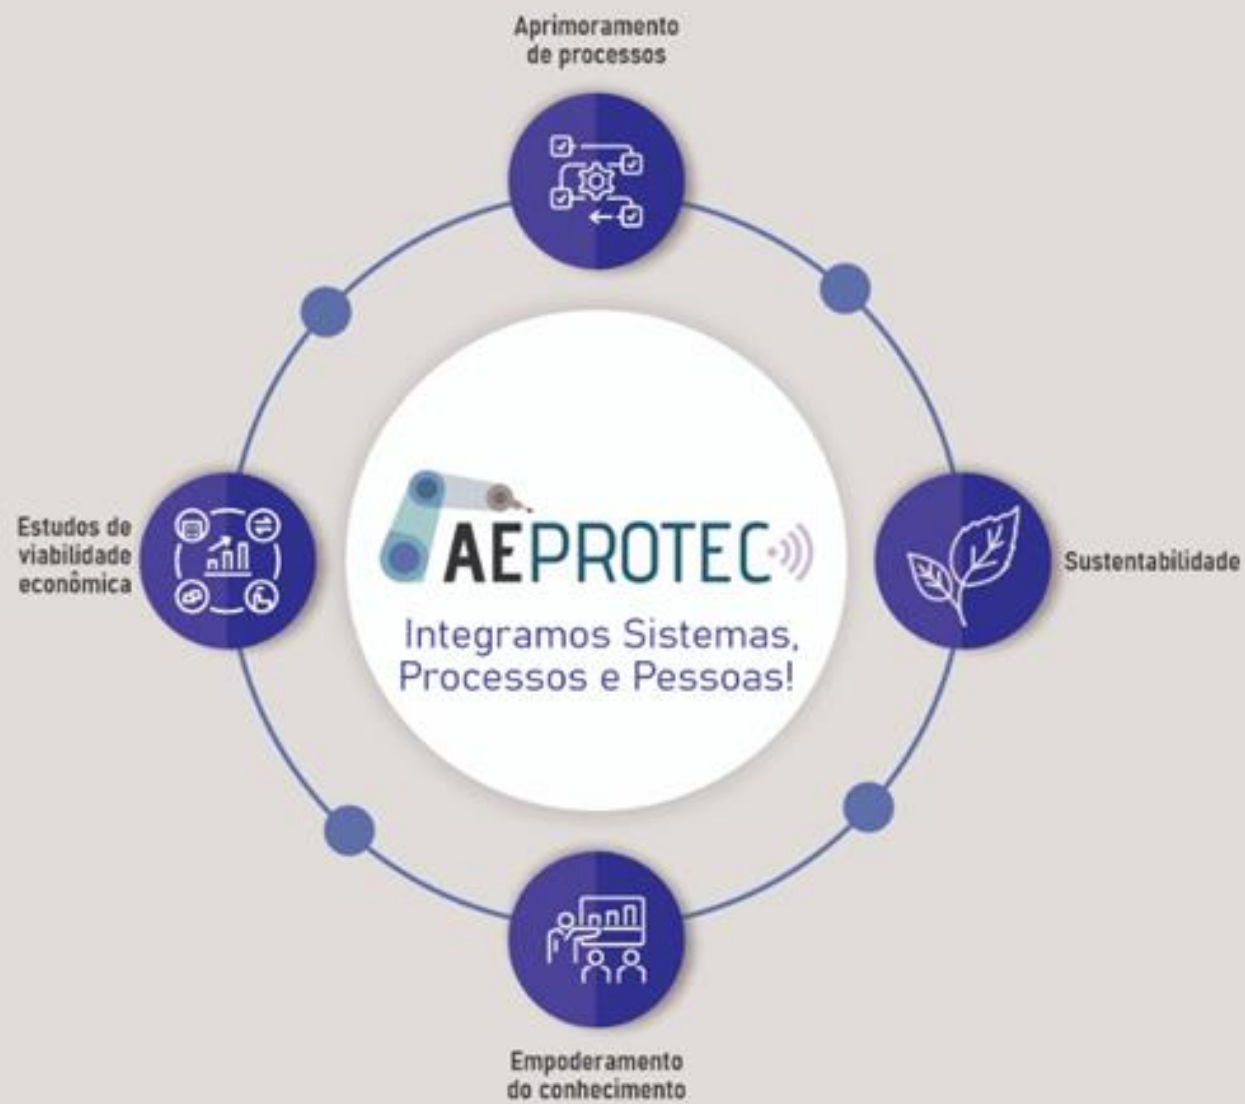 Aprimoramento
de processos
Estudos de
viabilidade
econômica
AEPROTEC
Integramos Sistemas,
Processos e Pessoas!
Sustentabilidade
Empoderamento
do conhecimento